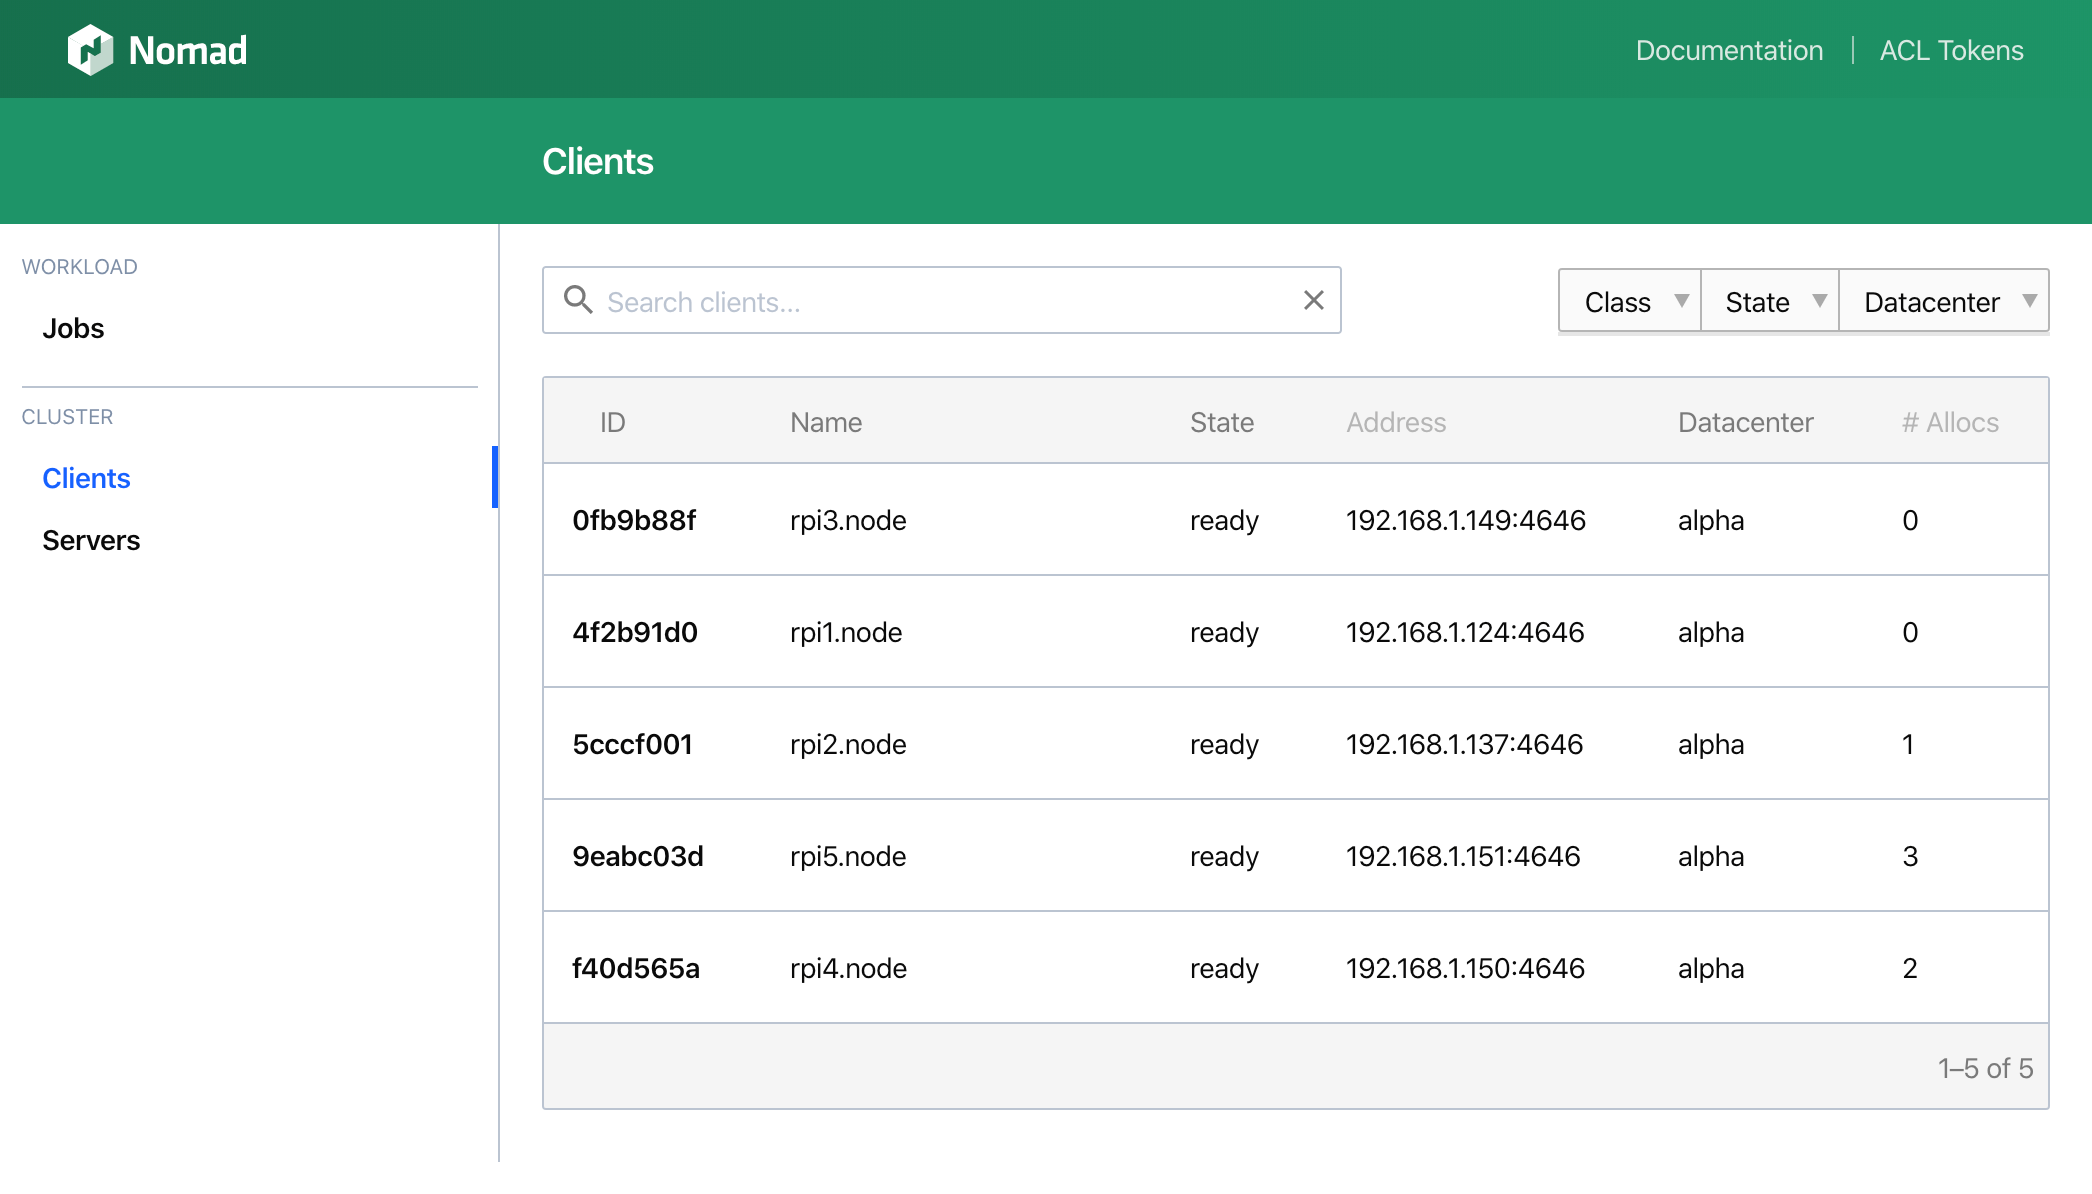 Nomad Documentation ACL Tokens
Clients
WORKLOAD
Jobs
CLUSTER
Clients
Servers
Search clients...
Class State Datacenter
ID Name State Address Datacenter # Allocs
0fb9b88f rpi3.node ready 192.168.1.149:4646 alpha 0
4f2b91d0 rpi1.node ready 192.168.1.124:4646 alpha 0
5cccf001 rpi2.node ready 192.168.1.137:4646 alpha 1
9eabc03d rpi5.node ready 192.168.1.151:4646 alpha 3
f40d565a rpi4.node ready 192.168.1.150:4646 alpha 2
1–5 of 5